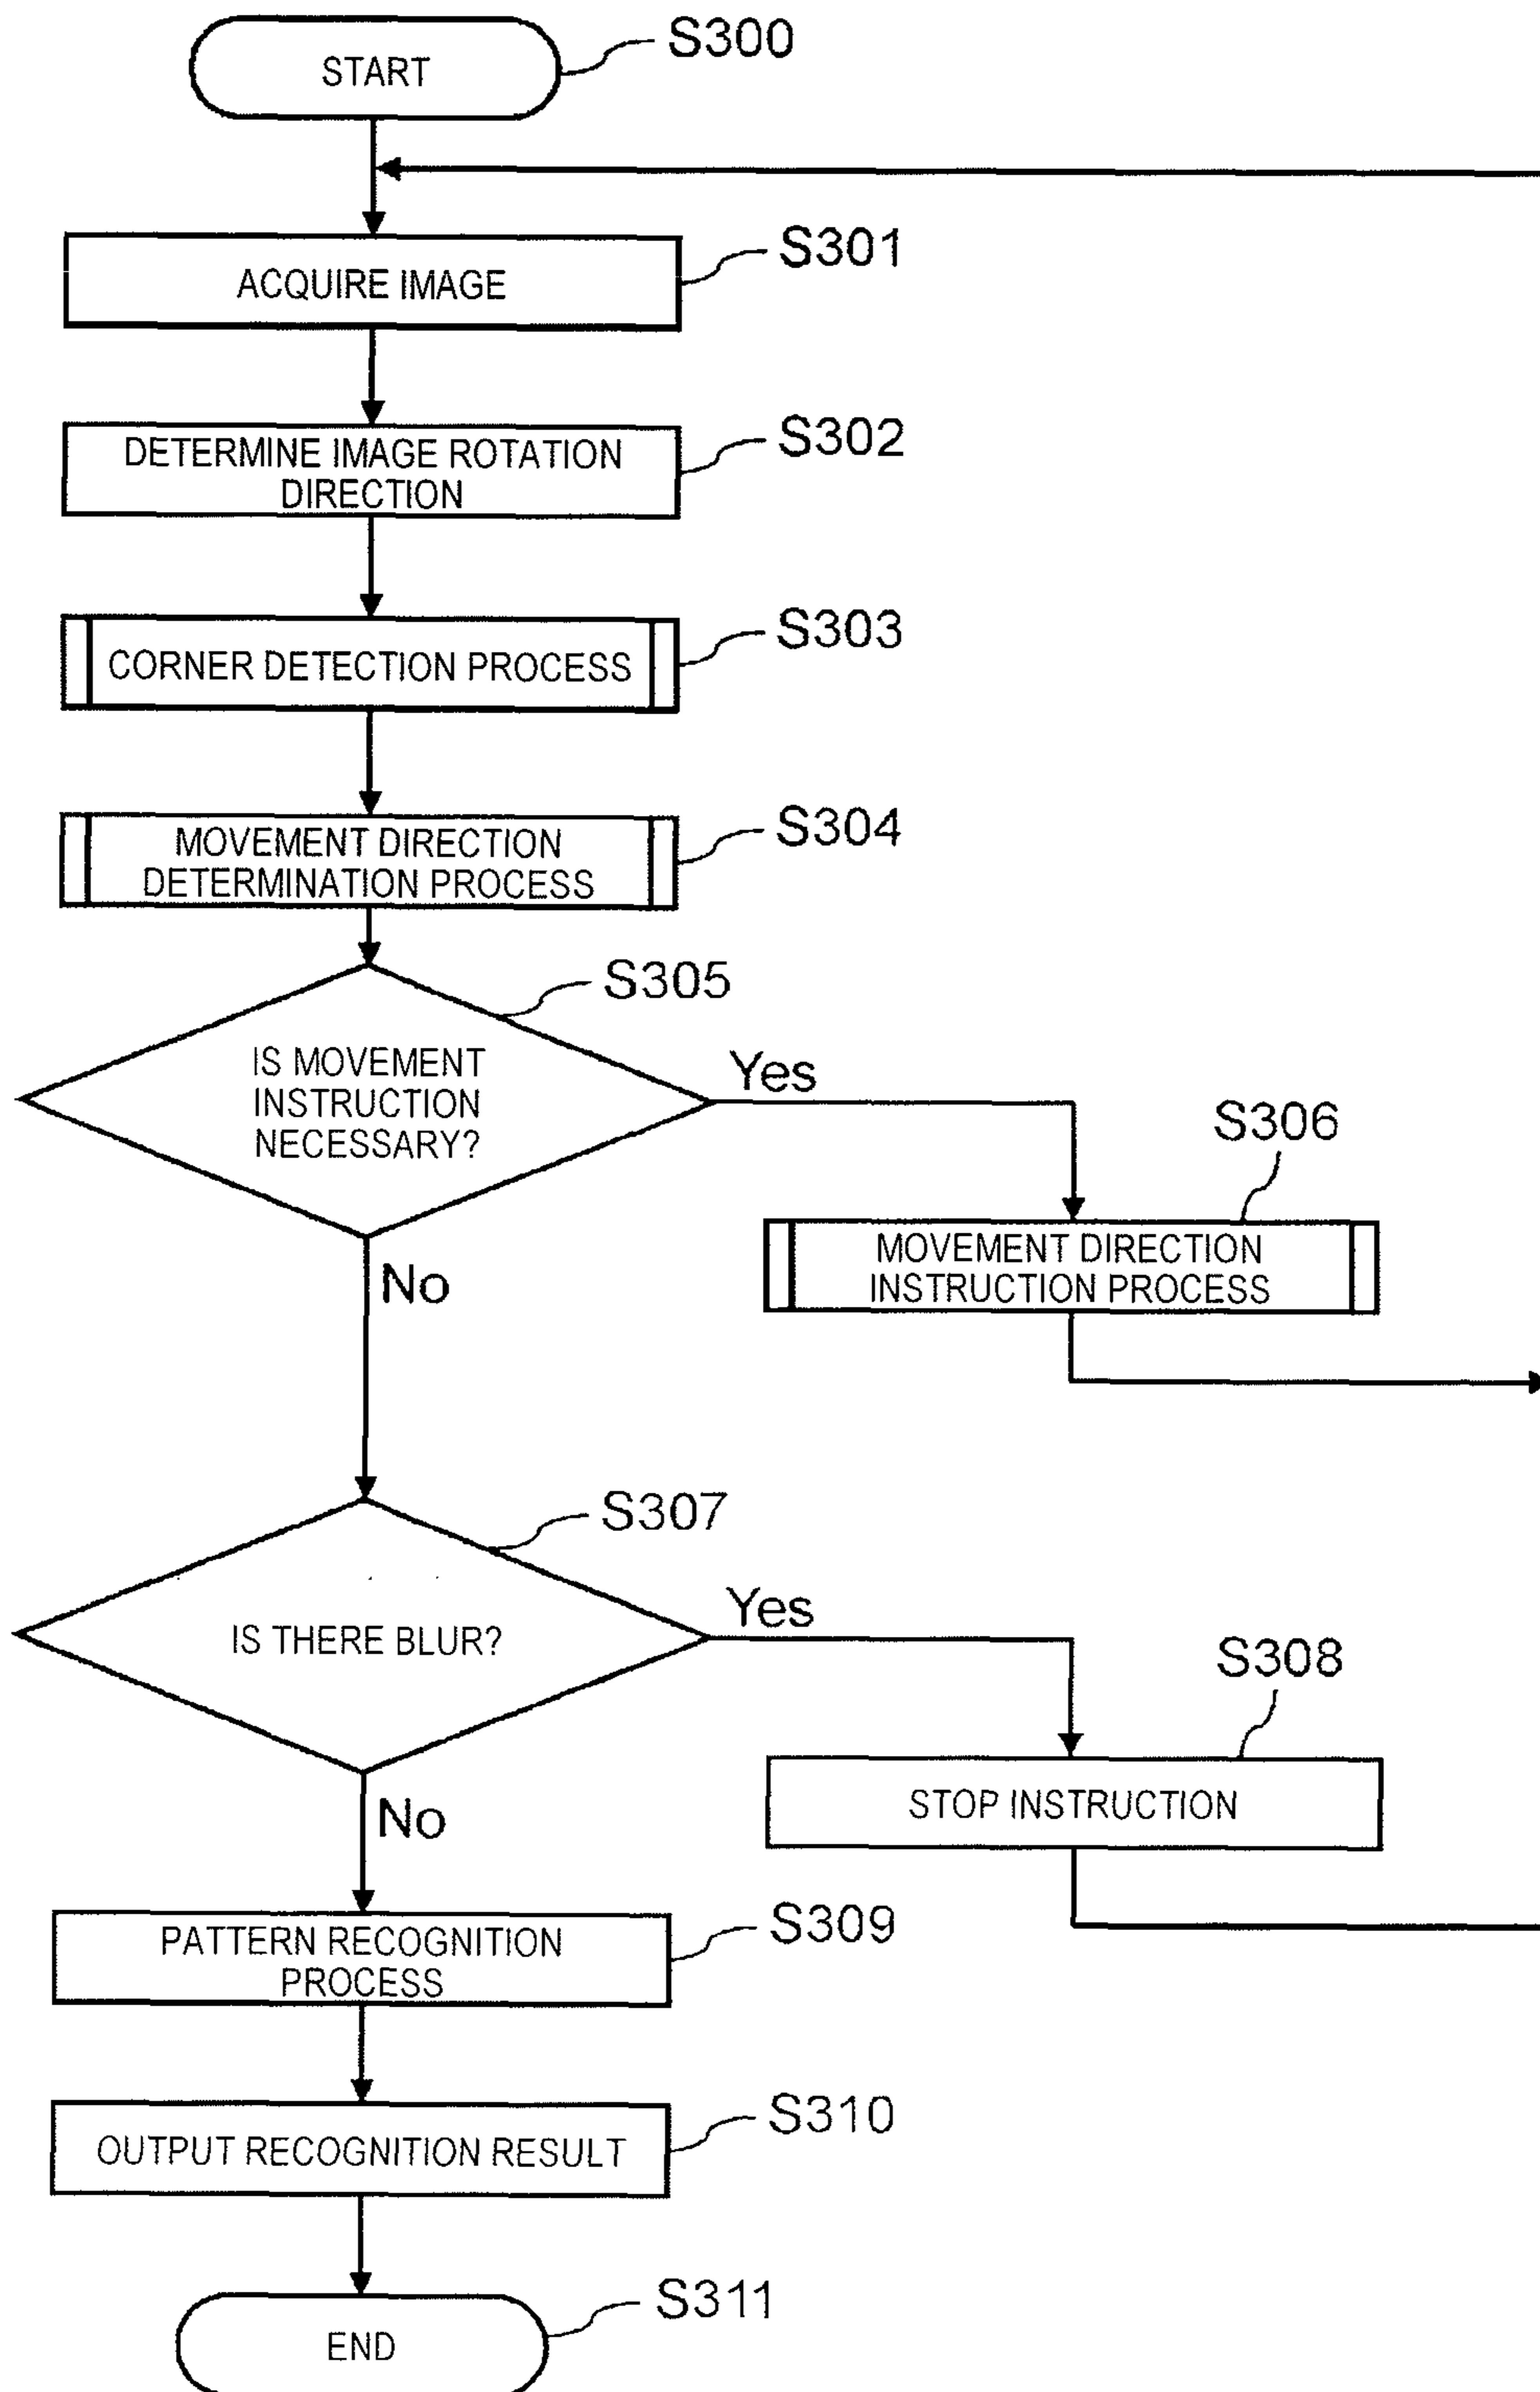 START
S300
ACQUIRE IMAGE
S301
DETERMINE IMAGE ROTATION
DIRECTION
S302
CORNER DETECTION PROCESS
S303
MOVEMENT DIRECTION
DETERMINATION PROCESS
S304
IS MOVEMENT
INSTRUCTION
NECESSARY?
S305
Yes
No
S306
MOVEMENT DIRECTION
INSTRUCTION PROCESS
S307
IS THERE BLUR?
Yes
No
S308
STOP INSTRUCTION
PATTERN RECOGNITION
PROCESS
S309
OUTPUT RECOGNITION RESULT
S310
END
S311